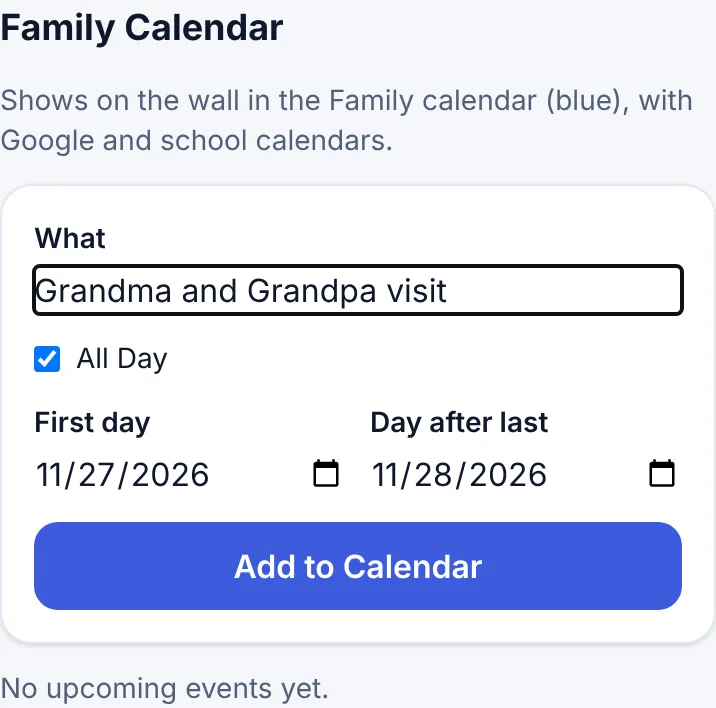 Family Calendar
Shows on the wall in the Family calendar (blue), with
Google and school calendars.
What
Grandma and Grandpa visit
All Day
First day
Day after last
11/27/2026
11/28/2026
Add to Calendar
No upcoming events yet.